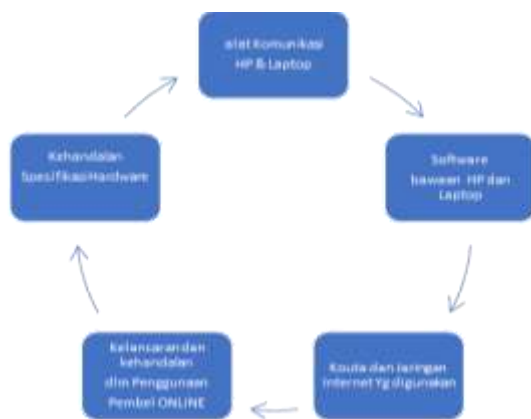 alat Komunikasi
HP & Laptop
Software
bawaan HP dan
Laptop
Kouta dan Jaringan
Internet Yg digunakan
Kelancaran dan
kehandalan
dlm Penggunaan
Pembel ONLINE
Kehandalan
Spesifikasi Hardware